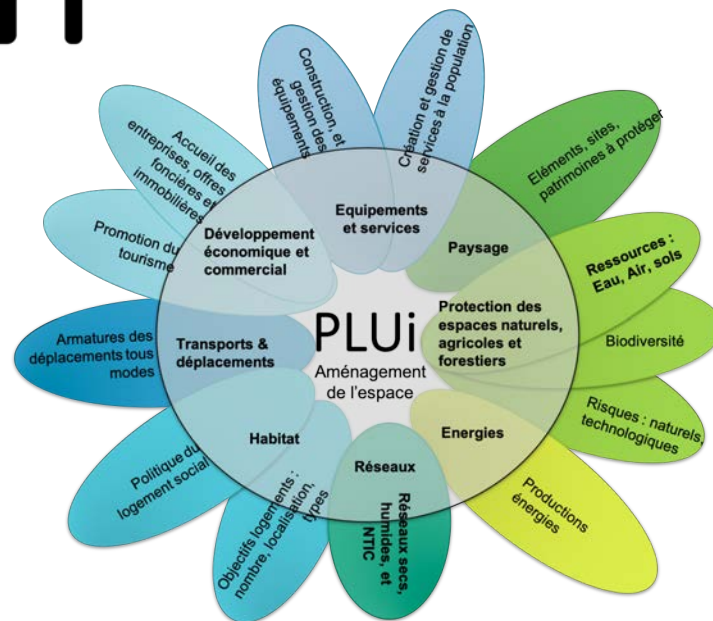 Construction, et
gestion des
équipements
Création et gestion de
services à la population
Eléments, sites,
patrimoines à protéger
Accueil des
entreprises, offres
foncières et
immobilières
Promotion du
tourisme
Equipements
et services
Paysage
Développement
économique et
commercial
Ressources :
Eau, Air, sols
Protection des
espaces naturels,
agricoles et
forestiers
PLUi
Aménagement
de l'espace
Armatures des
déplacements tous
modes
Transports &
déplacements
Biodiversité
Risques : naturels,
technologiques
Habitat
Energies
Réseaux
Politique du
logement social
Objectifs logements :
nombre, localisation,
types
Réseaux secs,
humides, et
NTIC
Productions
énergies